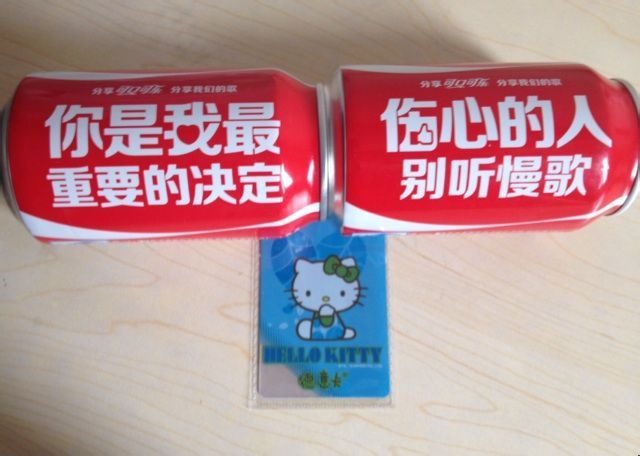 分享 可口可乐 分享我们的歌
你是我最
重要的决定
分享 可口可乐 分享我们的歌
伤心的人
别听慢歌
HELLO KITTY